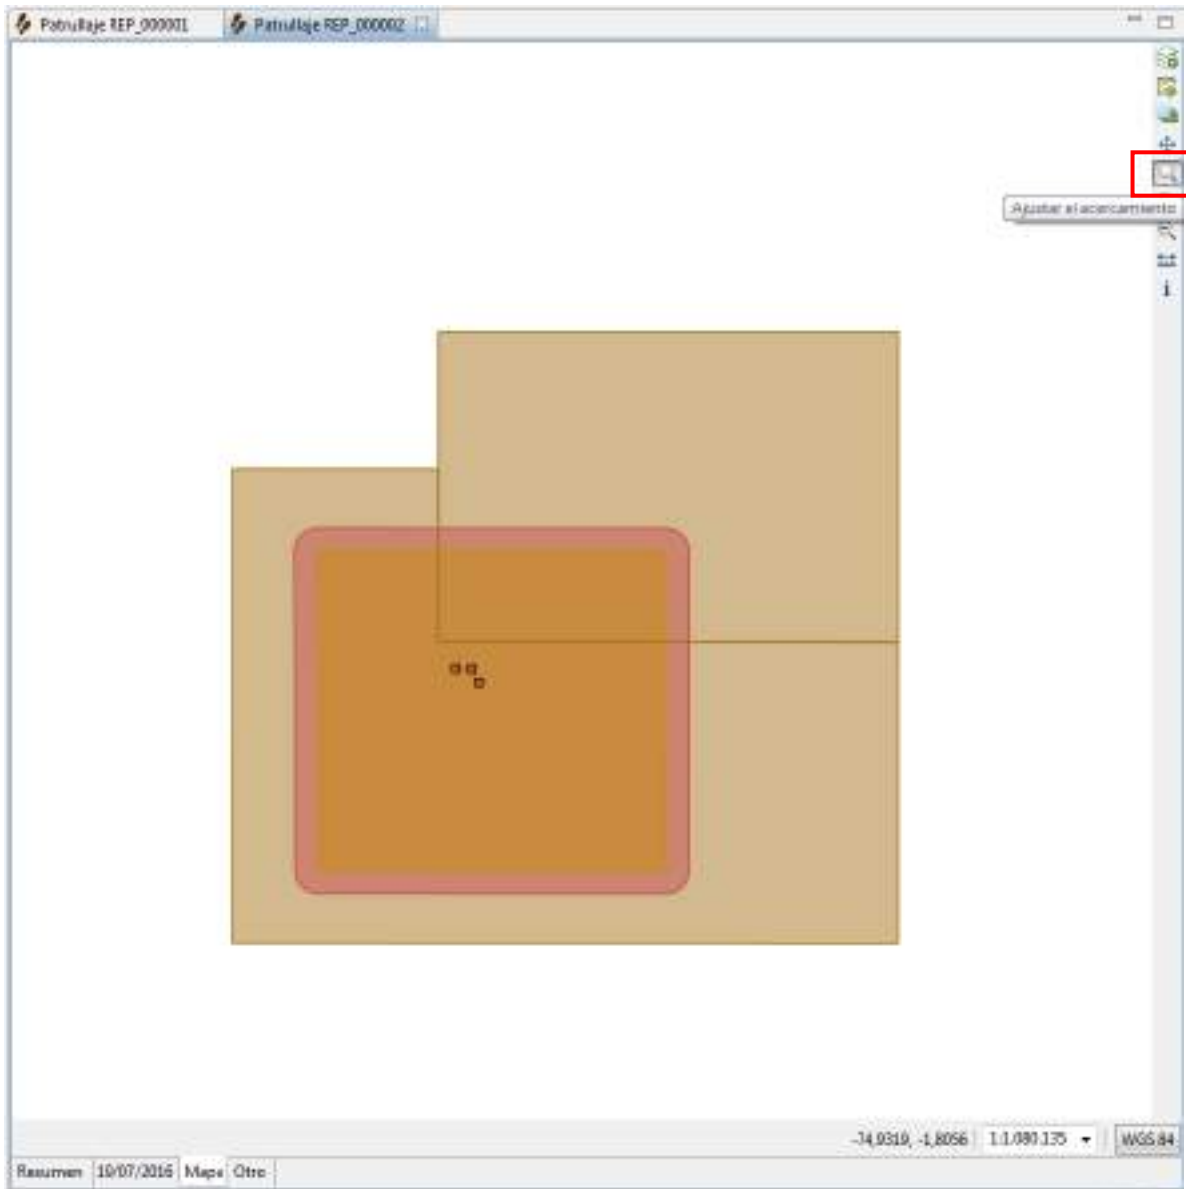 Patrullaje REP_000001
Patrullaje REP_000002
Ajustar el acercamiento
-74,9319, -1,8056
1:1.080.135
WGS 84
Resumen
19/07/2016
Mapa
Otro